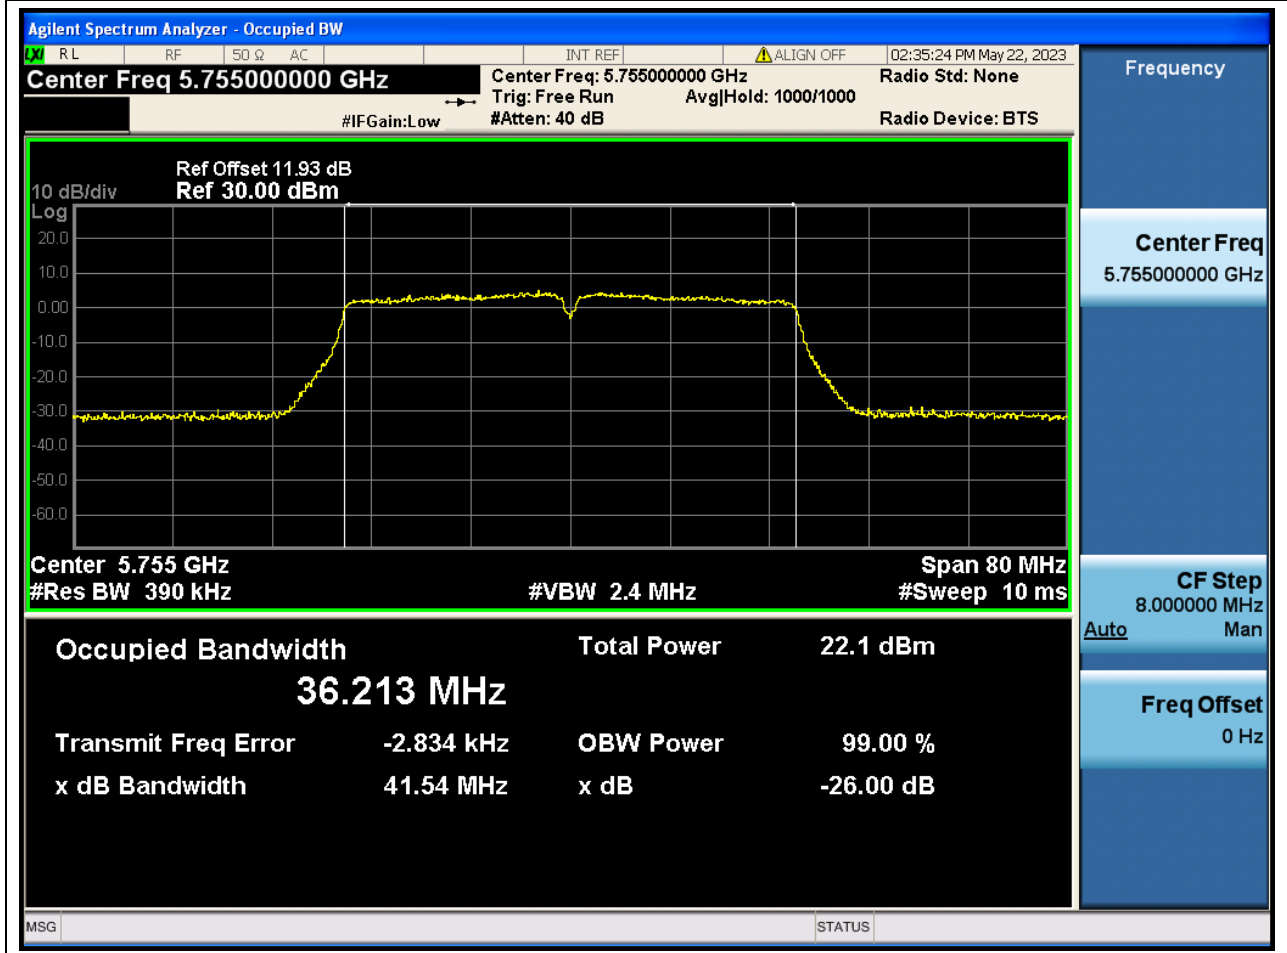 Agilent Spectrum Analyzer - Occupied BW
LXI RL RF 50 Ω AC INT REF ALIGN OFF 02:35:24 PM May 22, 2023
Center Freq 5.755000000 GHz
Center Freq: 5.755000000 GHz
Radio Std: None
Trig: Free Run Avg|Hold: 1000/1000
#IFGain:Low
#Atten: 40 dB
Radio Device: BTS
Ref Offset 11.93 dB
10 dB/div Ref 30.00 dBm
Log
20.0
10.0
0.00
-10.0
-20.0
-30.0
-40.0
-50.0
-60.0
Center 5.755 GHz Span 80 MHz
#Res BW 390 kHz #VBW 2.4 MHz #Sweep 10 ms
Occupied Bandwidth Total Power 22.1 dBm
36.213 MHz
Transmit Freq Error -2.834 kHz OBW Power 99.00 %
x dB Bandwidth 41.54 MHz x dB -26.00 dB
Frequency
Center Freq
5.755000000 GHz
CF Step
8.000000 MHz
Auto Man
Freq Offset
0 Hz
MSG STATUS